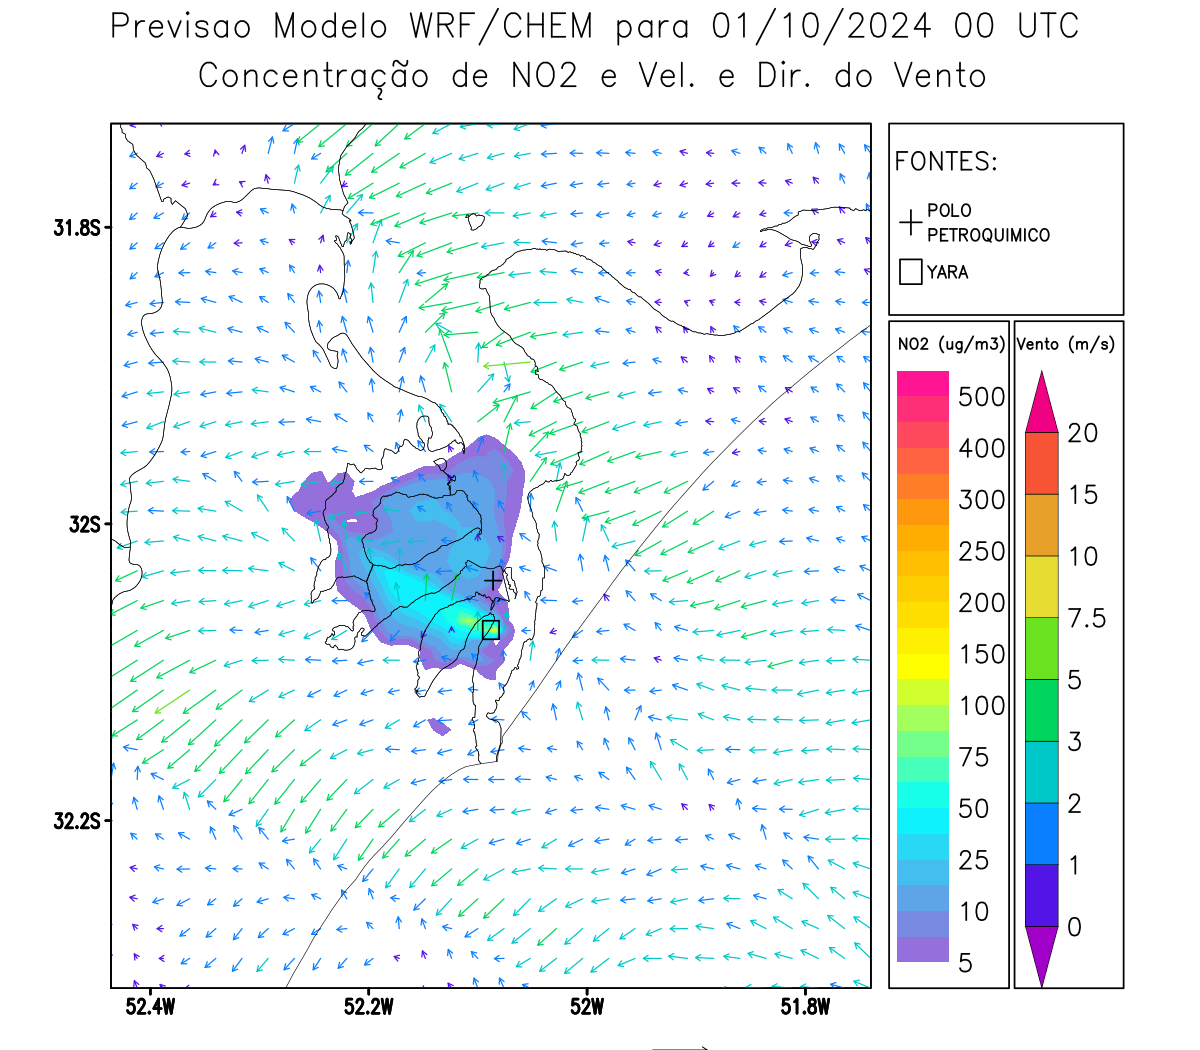 Previsao Modelo WRF/CHEM para 01/10/2024 00 UTC
Concentração de NO2 e Vel. e Dir. do Vento
FONTES:
POLO
PETROQUIMICO
YARA
NO2 (ug/m3)
500
400
300
250
200
150
100
75
50
25
10
5
Vento (m/s)
20
15
10
7.5
5
3
2
1
0
31.8S
32S
32.2S
52.4W
52.2W
52W
51.8W